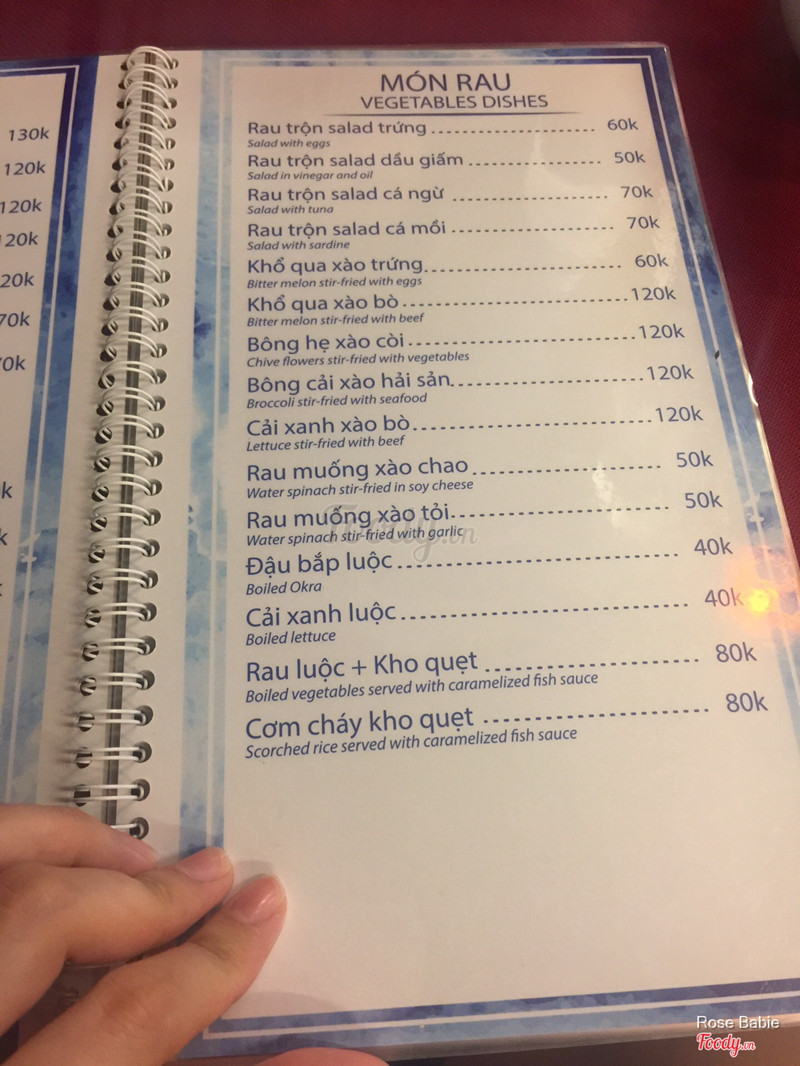 130k
120k
120k
120k
20k
70k
70k
MÓN RAU
VEGETABLES DISHES
Rau trộn salad trứng 60k
Salad with eggs
Rau trộn salad dầu giấm 50k
Salad in vinegar and oil
Rau trộn salad cá ngừ 70k
Salad with tuna
Rau trộn salad cá mồi 70k
Salad with sardine
Khổ qua xào trứng 60k
Bitter melon stir-fried with eggs
Khổ qua xào bò 120k
Bitter melon stir-fried with beef
Bông hẹ xào còi 120k
Chive flowers stir-fried with vegetables
Bông cải xào hải sản 120k
Broccoli stir-fried with seafood
Cải xanh xào bò 120k
Lettuce stir-fried with beef
Rau muống xào chao 50k
Water spinach stir-fried in soy cheese
Rau muống xào tỏi 50k
Water spinach stir-fried with garlic
Đậu bắp luộc 40k
Boiled Okra
Cải xanh luộc 40k
Boiled lettuce
Rau luộc + Kho quẹt 80k
Boiled vegetables served with caramelized fish sauce
Cơm cháy kho quẹt 80k
Scorched rice served with caramelized fish sauce
Foody.vn
Rose Babie
Foody.vn